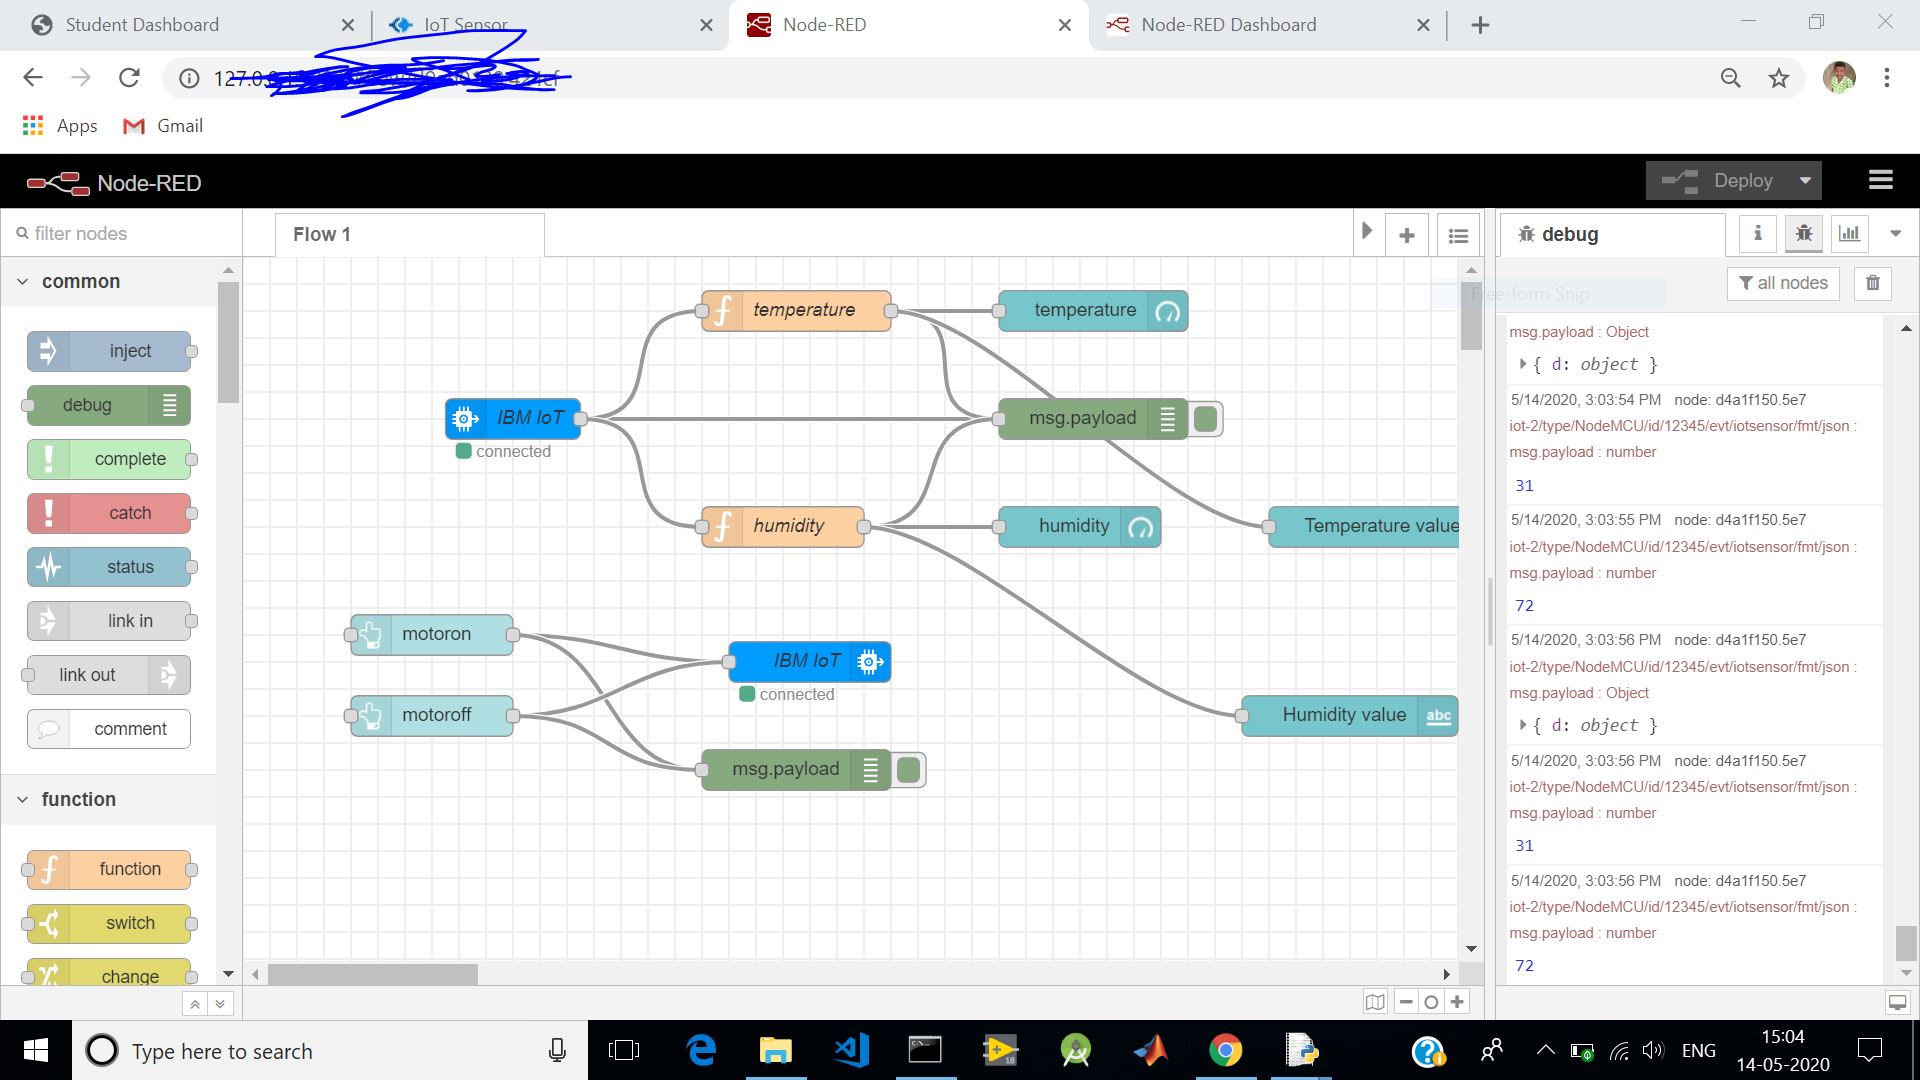 Student Dashboard
IoT Sensor
Node-RED
Node-RED Dashboard
127.0.0
Apps
Gmail
Node-RED
Deploy
filter nodes
Flow 1
debug
all nodes
Free-form Snip
common
inject
debug
complete
catch
status
link in
link out
comment
function
function
switch
change
temperature
temperature
IBM IoT
connected
msg.payload
humidity
humidity
Temperature value
motoron
IBM IoT
connected
motoroff
Humidity value
abc
msg.payload
msg.payload : Object
{ d: object }
5/14/2020, 3:03:54 PM node: d4a1f150.5e7
iot-2/type/NodeMCU/id/12345/evt/iotsensor/fmt/json :
msg.payload : number
31
5/14/2020, 3:03:55 PM node: d4a1f150.5e7
iot-2/type/NodeMCU/id/12345/evt/iotsensor/fmt/json :
msg.payload : number
72
5/14/2020, 3:03:56 PM node: d4a1f150.5e7
iot-2/type/NodeMCU/id/12345/evt/iotsensor/fmt/json :
msg.payload : Object
{ d: object }
5/14/2020, 3:03:56 PM node: d4a1f150.5e7
iot-2/type/NodeMCU/id/12345/evt/iotsensor/fmt/json :
msg.payload : number
31
5/14/2020, 3:03:56 PM node: d4a1f150.5e7
iot-2/type/NodeMCU/id/12345/evt/iotsensor/fmt/json :
msg.payload : number
72
Type here to search
ENG
15:04
14-05-2020